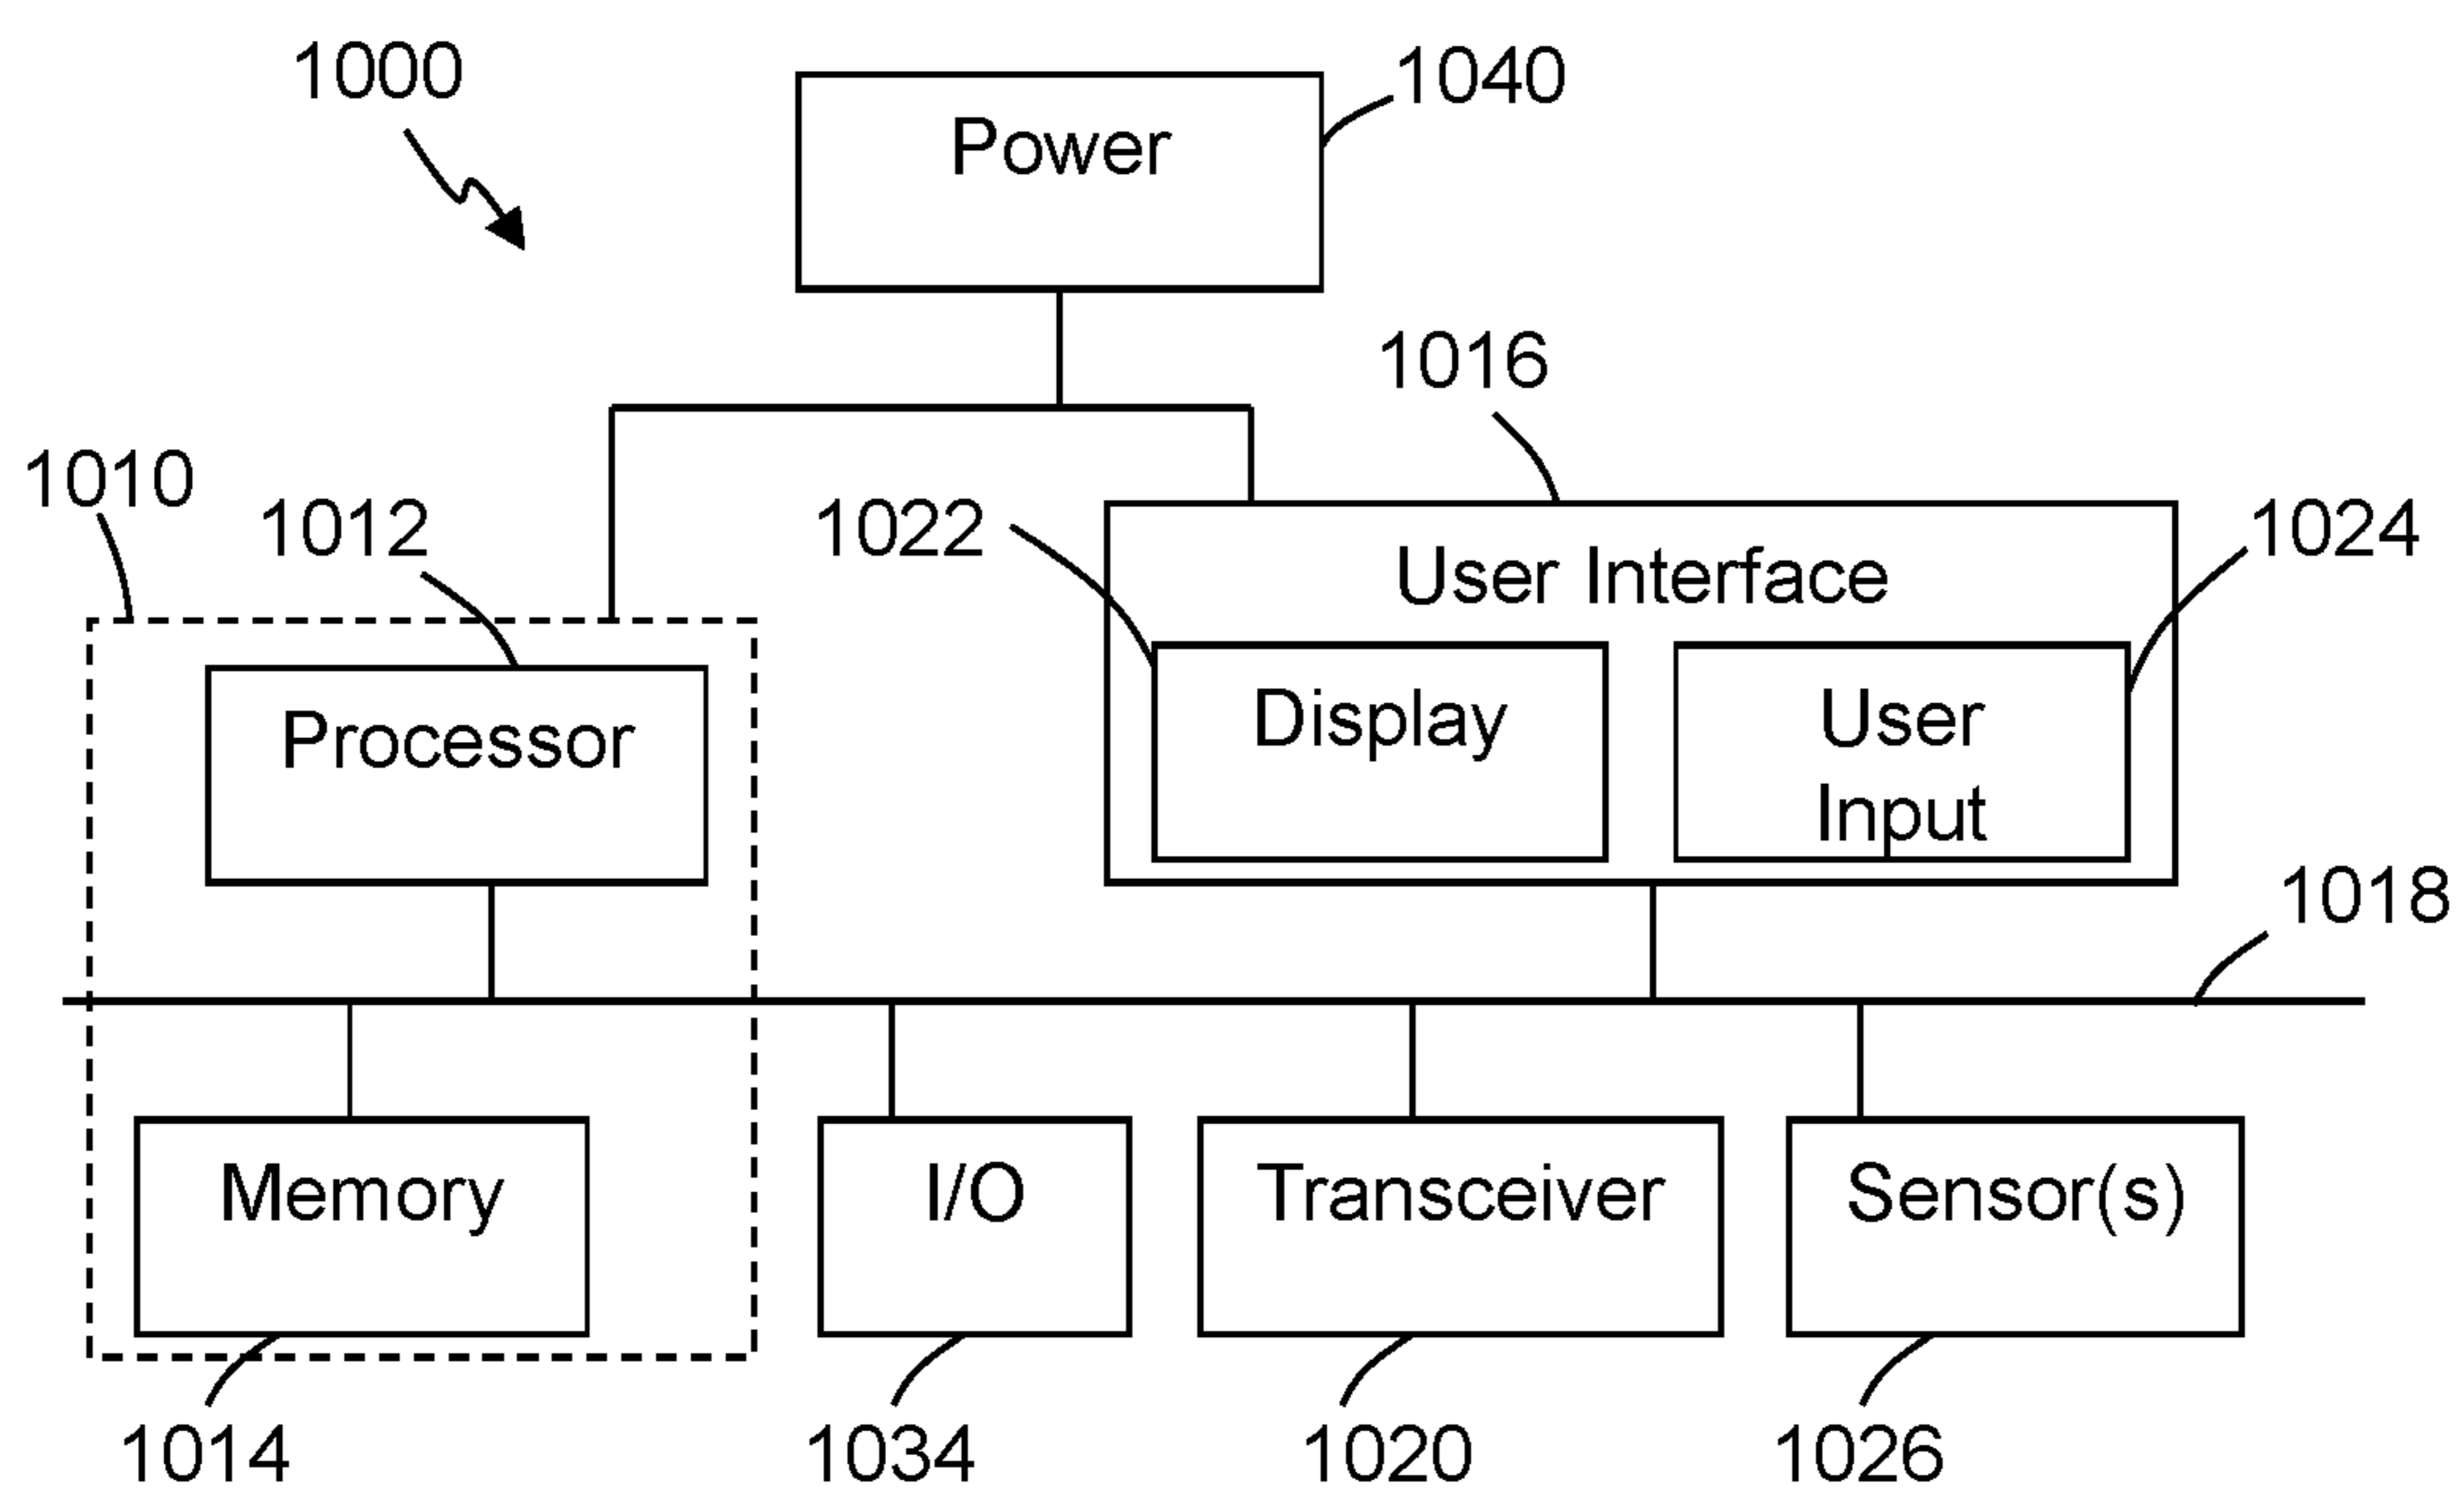 1000
1040
Power
1016
1010
1012
1022
1024
User Interface
Processor
Display
User
Input
1018
Memory
I/O
Transceiver
Sensor(s)
1014
1034
1020
1026